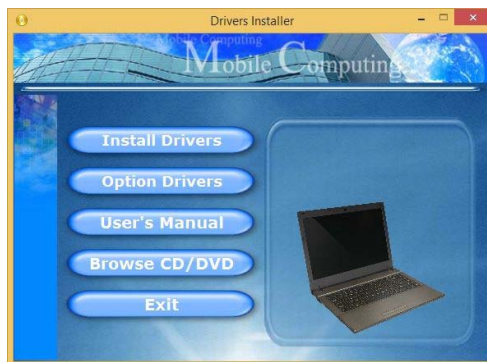 Drivers Installer
Mobile Computing
Mobile Computing
Install Drivers
Option Drivers
User's Manual
Browse CD/DVD
Exit